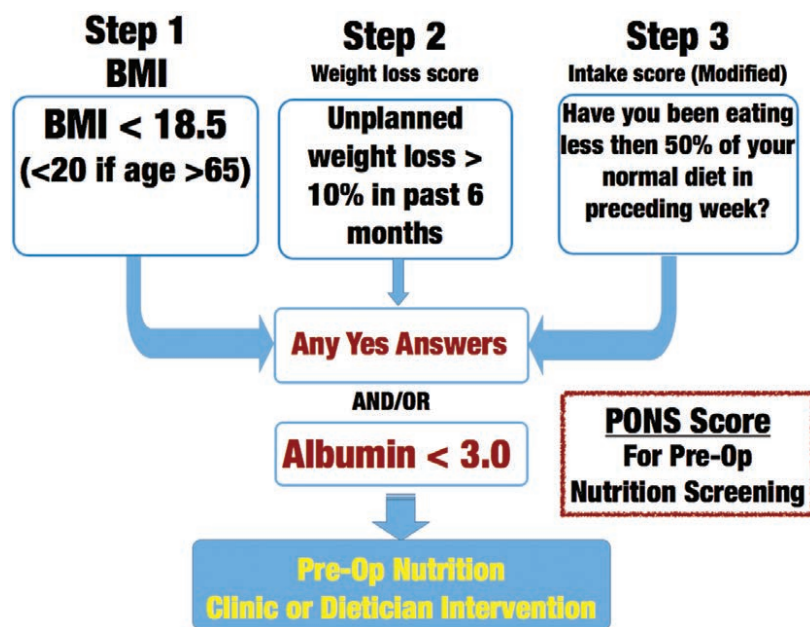 Step 1
BMI
BMI < 18.5
(<20 if age >65)
Step 2
Weight loss score
Unplanned
weight loss >
10% in past 6
months
Step 3
Intake score (Modified)
Have you been eating
less then 50% of your
normal diet in
preceding week?
Any Yes Answers
AND/OR
Albumin < 3.0
PONS Score
For Pre-Op
Nutrition Screening
Pre-Op Nutrition
Clinic or Dietician Intervention